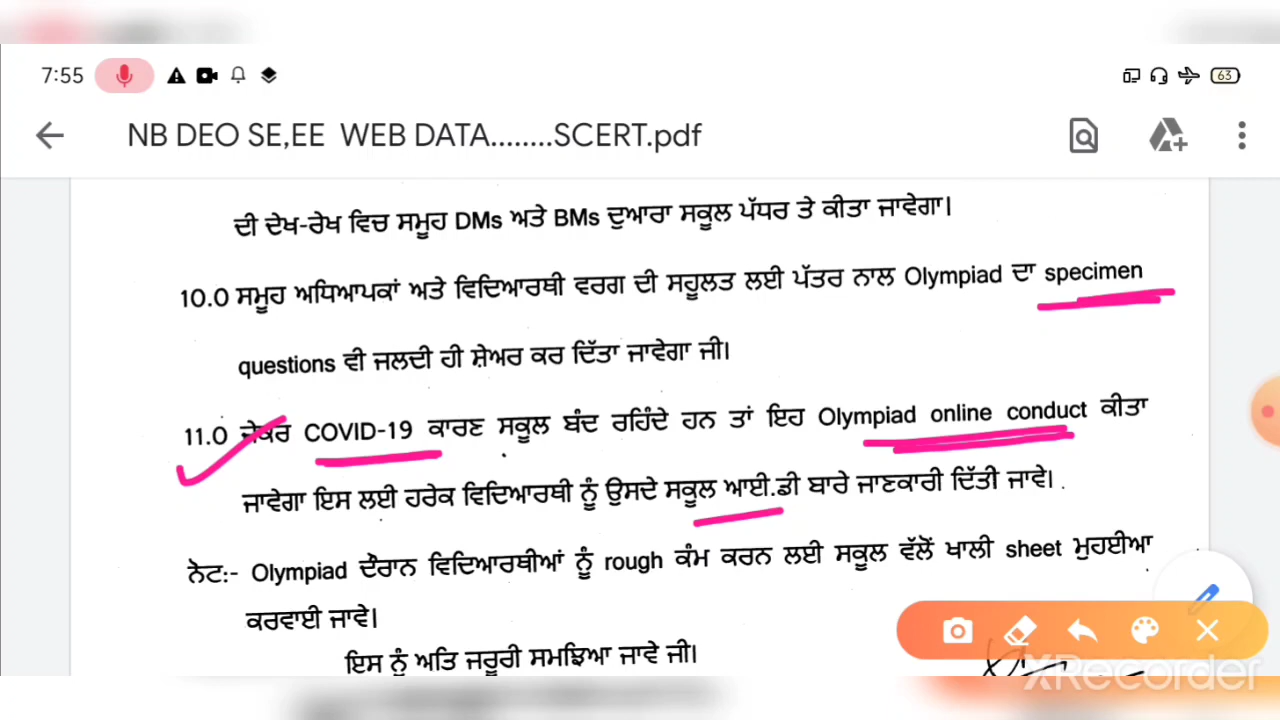 7:55
63
NB DEO SE,EE WEB DATA........SCERT.pdf
ਦੀ ਦੇਖ-ਰੇਖ ਵਿਚ ਸਮੂਹ DMs ਅਤੇ BMs ਦੁਆਰਾ ਸਕੂਲ ਪੱਧਰ ਤੇ ਕੀਤਾ ਜਾਵੇਗਾ।
10.0 ਸਮੂਹ ਅਧਿਆਪਕਾਂ ਅਤੇ ਵਿਦਿਆਰਥੀ ਵਰਗ ਦੀ ਸਹੂਲਤ ਲਈ ਪੱਤਰ ਨਾਲ Olympiad ਦਾ specimen
questions ਵੀ ਜਲਦੀ ਹੀ ਸ਼ੇਅਰ ਕਰ ਦਿੱਤਾ ਜਾਵੇਗਾ ਜੀ।
11.0 ਜੇਕਰ COVID-19 ਕਾਰਣ ਸਕੂਲ ਬੰਦ ਰਹਿੰਦੇ ਹਨ ਤਾਂ ਇਹ Olympiad online conduct ਕੀਤਾ
ਜਾਵੇਗਾ ਇਸ ਲਈ ਹਰੇਕ ਵਿਦਿਆਰਥੀ ਨੂੰ ਉਸਦੇ ਸਕੂਲ ਆਈ.ਡੀ ਬਾਰੇ ਜਾਣਕਾਰੀ ਦਿੱਤੀ ਜਾਵੇ।
ਨੋਟ:- Olympiad ਦੌਰਾਨ ਵਿਦਿਆਰਥੀਆਂ ਨੂੰ rough ਕੰਮ ਕਰਨ ਲਈ ਸਕੂਲ ਵੱਲੋਂ ਖਾਲੀ sheet ਮੁਹਈਆ
ਕਰਵਾਈ ਜਾਵੇ।
ਇਸ ਨੂੰ ਅਤਿ ਜਰੂਰੀ ਸਮਝਿਆ ਜਾਵੇ ਜੀ।
XRecorder